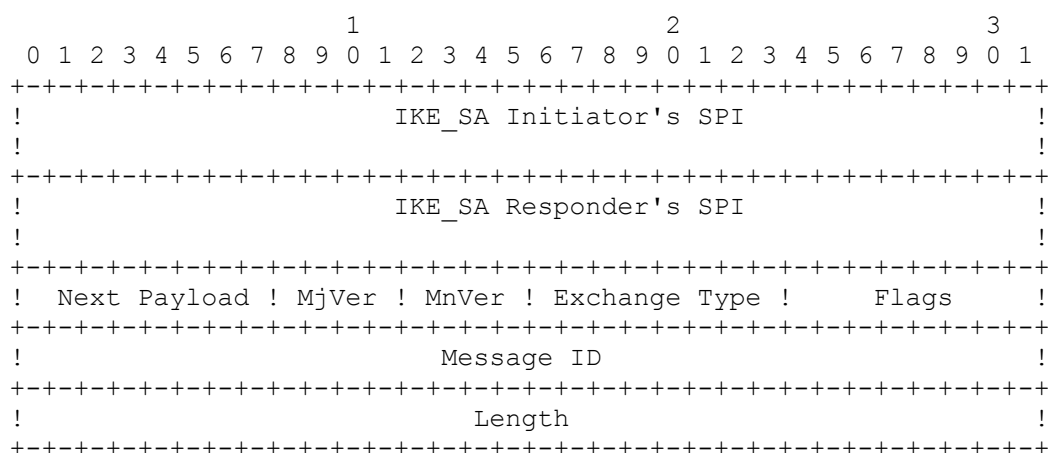 1                   2                   3
 0 1 2 3 4 5 6 7 8 9 0 1 2 3 4 5 6 7 8 9 0 1 2 3 4 5 6 7 8 9 0 1
+-+-+-+-+-+-+-+-+-+-+-+-+-+-+-+-+-+-+-+-+-+-+-+-+-+-+-+-+-+-+-+-+
!                       IKE_SA Initiator's SPI                  !
!                                                               !
+-+-+-+-+-+-+-+-+-+-+-+-+-+-+-+-+-+-+-+-+-+-+-+-+-+-+-+-+-+-+-+-+
!                       IKE_SA Responder's SPI                  !
!                                                               !
+-+-+-+-+-+-+-+-+-+-+-+-+-+-+-+-+-+-+-+-+-+-+-+-+-+-+-+-+-+-+-+-+
!  Next Payload ! MjVer ! MnVer ! Exchange Type !     Flags     !
+-+-+-+-+-+-+-+-+-+-+-+-+-+-+-+-+-+-+-+-+-+-+-+-+-+-+-+-+-+-+-+-+
!                          Message ID                           !
+-+-+-+-+-+-+-+-+-+-+-+-+-+-+-+-+-+-+-+-+-+-+-+-+-+-+-+-+-+-+-+-+
!                            Length                             !
+-+-+-+-+-+-+-+-+-+-+-+-+-+-+-+-+-+-+-+-+-+-+-+-+-+-+-+-+-+-+-+-+